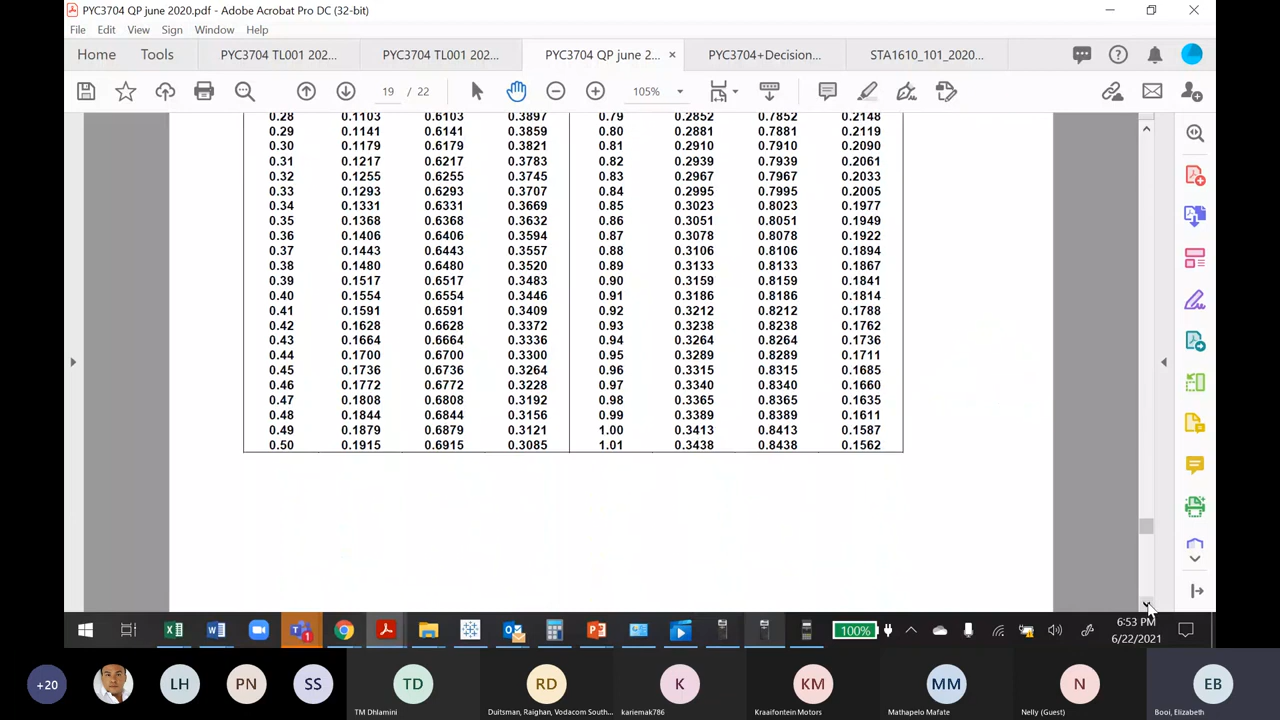 PYC3704 QP june 2020.pdf - Adobe Acrobat Pro DC (32-bit)
File Edit View Sign Window Help
Home Tools PYC3704 TL001 202... PYC3704 TL001 202... PYC3704 QP june 2... × PYC3704+Decision... STA1610_101_2020...
19 / 22 105%
0.28 0.1103 0.6103 0.3897 0.79 0.2852 0.7852 0.2148
0.29 0.1141 0.6141 0.3859 0.80 0.2881 0.7881 0.2119
0.30 0.1179 0.6179 0.3821 0.81 0.2910 0.7910 0.2090
0.31 0.1217 0.6217 0.3783 0.82 0.2939 0.7939 0.2061
0.32 0.1255 0.6255 0.3745 0.83 0.2967 0.7967 0.2033
0.33 0.1293 0.6293 0.3707 0.84 0.2995 0.7995 0.2005
0.34 0.1331 0.6331 0.3669 0.85 0.3023 0.8023 0.1977
0.35 0.1368 0.6368 0.3632 0.86 0.3051 0.8051 0.1949
0.36 0.1406 0.6406 0.3594 0.87 0.3078 0.8078 0.1922
0.37 0.1443 0.6443 0.3557 0.88 0.3106 0.8106 0.1894
0.38 0.1480 0.6480 0.3520 0.89 0.3133 0.8133 0.1867
0.39 0.1517 0.6517 0.3483 0.90 0.3159 0.8159 0.1841
0.40 0.1554 0.6554 0.3446 0.91 0.3186 0.8186 0.1814
0.41 0.1591 0.6591 0.3409 0.92 0.3212 0.8212 0.1788
0.42 0.1628 0.6628 0.3372 0.93 0.3238 0.8238 0.1762
0.43 0.1664 0.6664 0.3336 0.94 0.3264 0.8264 0.1736
0.44 0.1700 0.6700 0.3300 0.95 0.3289 0.8289 0.1711
0.45 0.1736 0.6736 0.3264 0.96 0.3315 0.8315 0.1685
0.46 0.1772 0.6772 0.3228 0.97 0.3340 0.8340 0.1660
0.47 0.1808 0.6808 0.3192 0.98 0.3365 0.8365 0.1635
0.48 0.1844 0.6844 0.3156 0.99 0.3389 0.8389 0.1611
0.49 0.1879 0.6879 0.3121 1.00 0.3413 0.8413 0.1587
0.50 0.1915 0.6915 0.3085 1.01 0.3438 0.8438 0.1562
100% 6:53 PM
6/22/2021
+20 LH PN SS TD RD K KM MM N EB
TM Dhlamini Duitsman, Raighan, Vodacom South... kariemak786 Kraaifontein Motors Mathapelo Mafate Nelly (Guest) Booi, Elizabeth